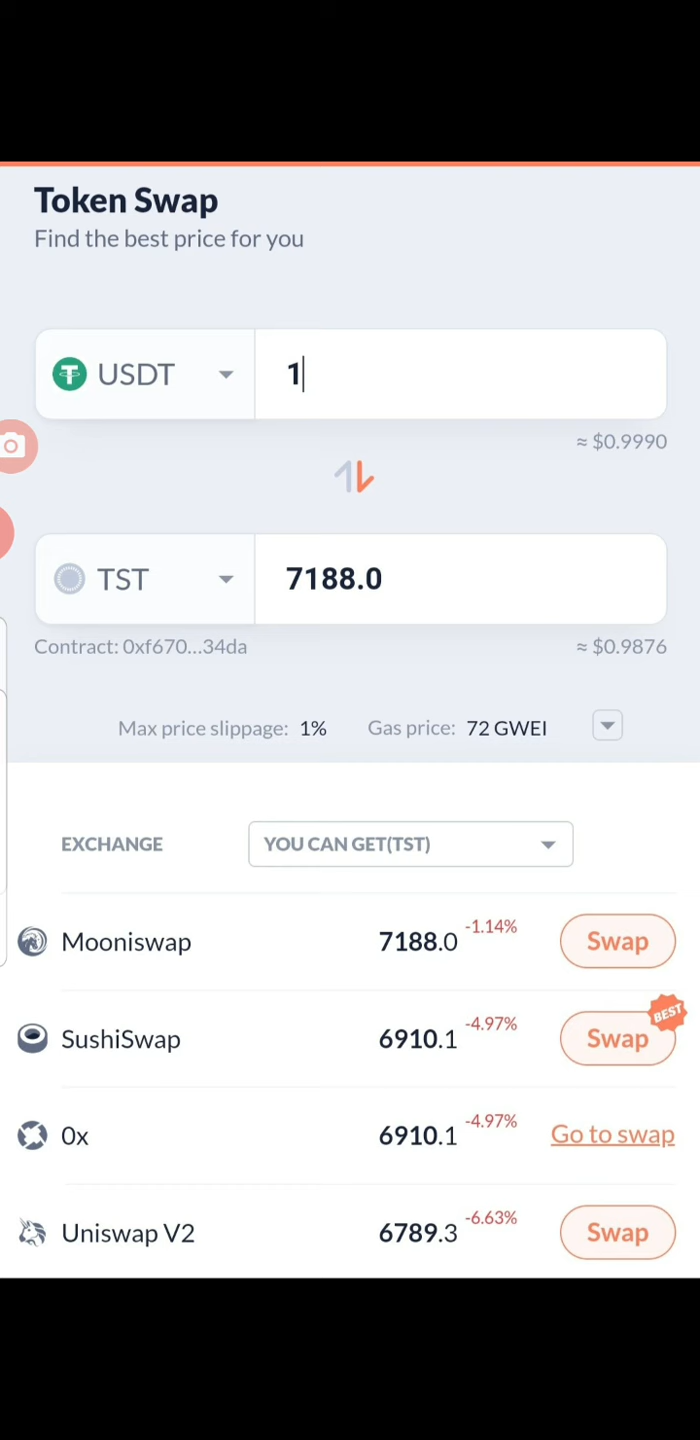 Token Swap
Find the best price for you
USDT 1
≈ $0.9990
TST 7188.0
Contract: 0xf670...34da ≈ $0.9876
Max price slippage: 1% Gas price: 72 GWEI
EXCHANGE YOU CAN GET(TST)
Mooniswap 7188.0 -1.14% Swap
BEST
SushiSwap 6910.1 -4.97% Swap
0x 6910.1 -4.97% Go to swap
Uniswap V2 6789.3 -6.63% Swap